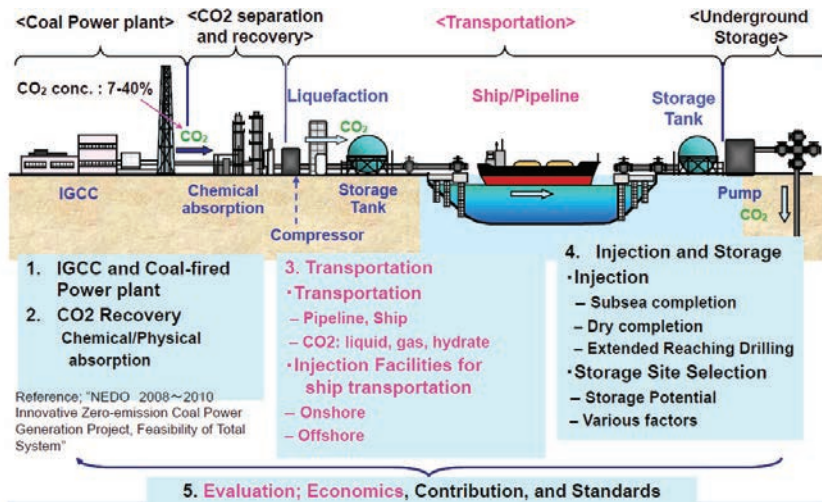 <Coal Power plant>
<CO2 separation
and recovery>
<Transportation>
<Underground
Storage>
CO₂ conc. : 7-40%
CO₂
Liquefaction
CO₂
Ship/Pipeline
Storage
Tank
IGCC
Chemical
absorption
Storage
Tank
Compressor
Pump
CO₂
1. IGCC and Coal-fired
Power plant
2. CO2 Recovery
Chemical/Physical
absorption
Reference; "NEDO 2008～2010
Innovative Zero-emission Coal Power
Generation Project, Feasibility of Total
System"
3. Transportation
・Transportation
– Pipeline, Ship
– CO2: liquid, gas, hydrate
・Injection Facilities for
ship transportation
– Onshore
– Offshore
4. Injection and Storage
・Injection
– Subsea completion
– Dry completion
– Extended Reaching Drilling
・Storage Site Selection
– Storage Potential
– Various factors
5. Evaluation; Economics, Contribution, and Standards